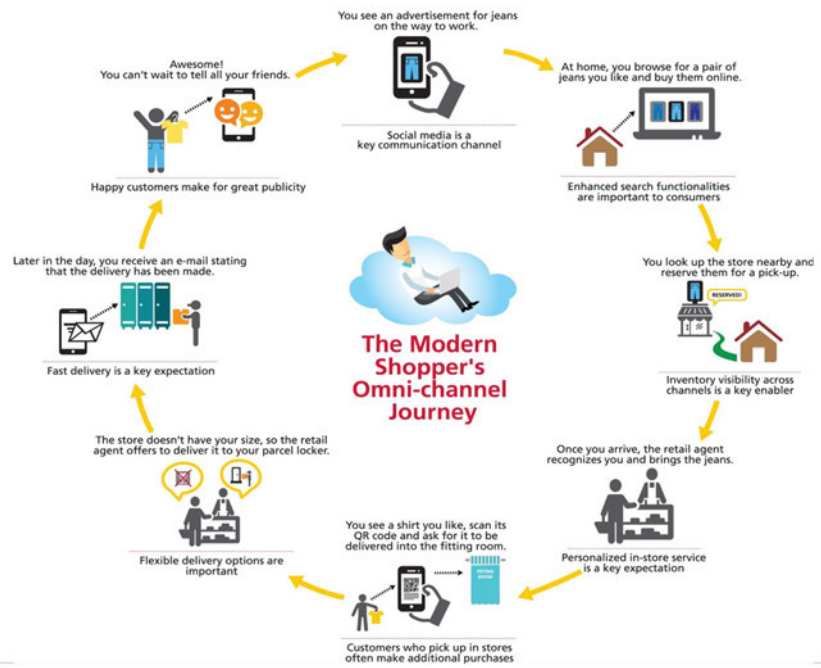 You see an advertisement for jeans
on the way to work.
Social media is a
key communication channel
At home, you browse for a pair of
jeans you like and buy them online.
Enhanced search functionalities
are important to consumers
You look up the store nearby and
reserve them for a pick-up.
RESERVED!
Inventory visibility across
channels is a key enabler
Once you arrive, the retail agent
recognizes you and brings the jeans.
Personalized in-store service
is a key expectation
You see a shirt you like, scan its
QR code and ask for it to be
delivered into the fitting room.
FITTING
ROOM
Customers who pick up in stores
often make additional purchases
The store doesn't have your size, so the retail
agent offers to deliver it to your parcel locker.
Flexible delivery options are
important
Later in the day, you receive an e-mail stating
that the delivery has been made.
Fast delivery is a key expectation
Awesome!
You can't wait to tell all your friends.
Happy customers make for great publicity
The Modern
Shopper's
Omni-channel
Journey